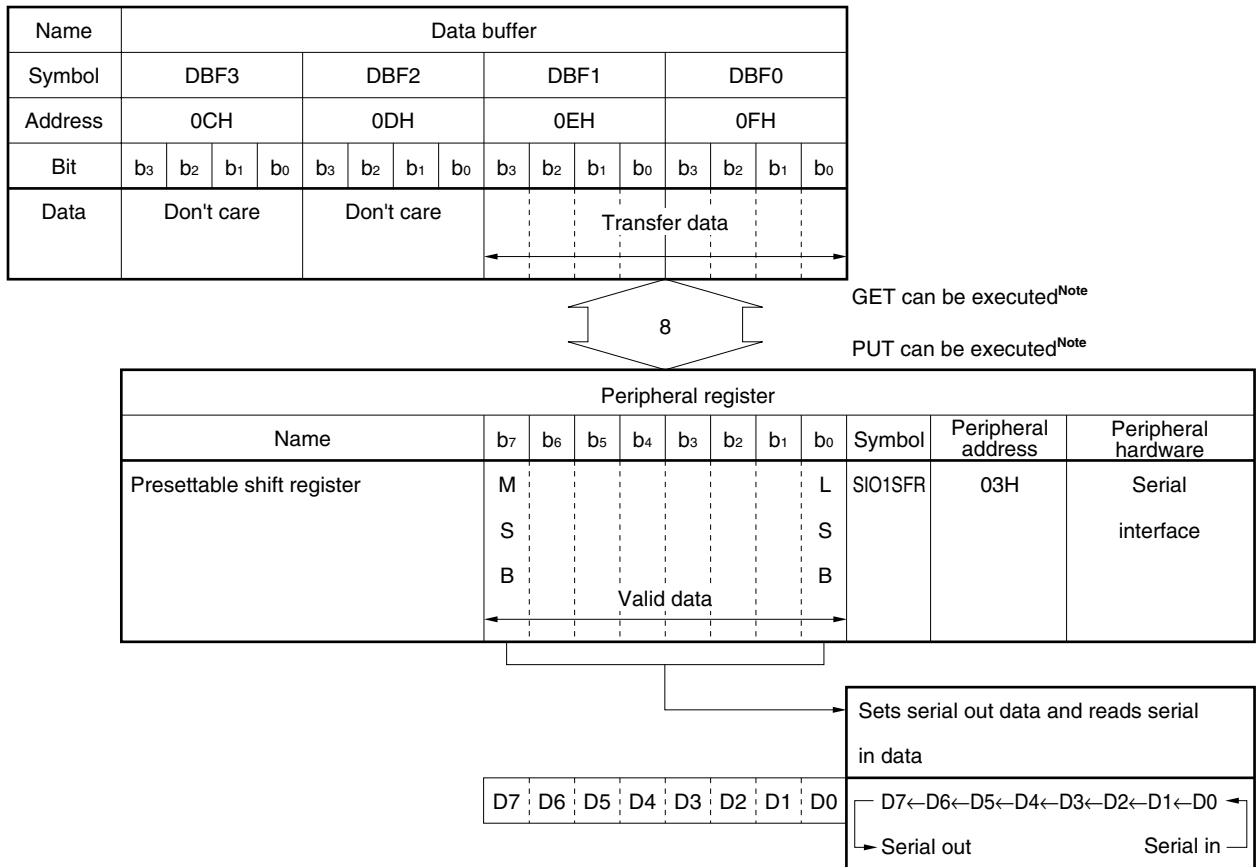 Name Data buffer
Symbol DBF3 DBF2 DBF1 DBF0
Address 0CH 0DH 0EH 0FH
Bit b3 b2 b1 b0 b3 b2 b1 b0 b3 b2 b1 b0 b3 b2 b1 b0
Data Don't care Don't care Transfer data
GET can be executedNote
8
PUT can be executedNote
Peripheral register
Name b7 b6 b5 b4 b3 b2 b1 b0 Symbol Peripheral address Peripheral hardware
Presettable shift register M L SIO1SFR 03H Serial
S S interface
B B
Valid data
Sets serial out data and reads serial
in data
D7 D6 D5 D4 D3 D2 D1 D0 D7←D6←D5←D4←D3←D2←D1←D0
Serial out Serial in